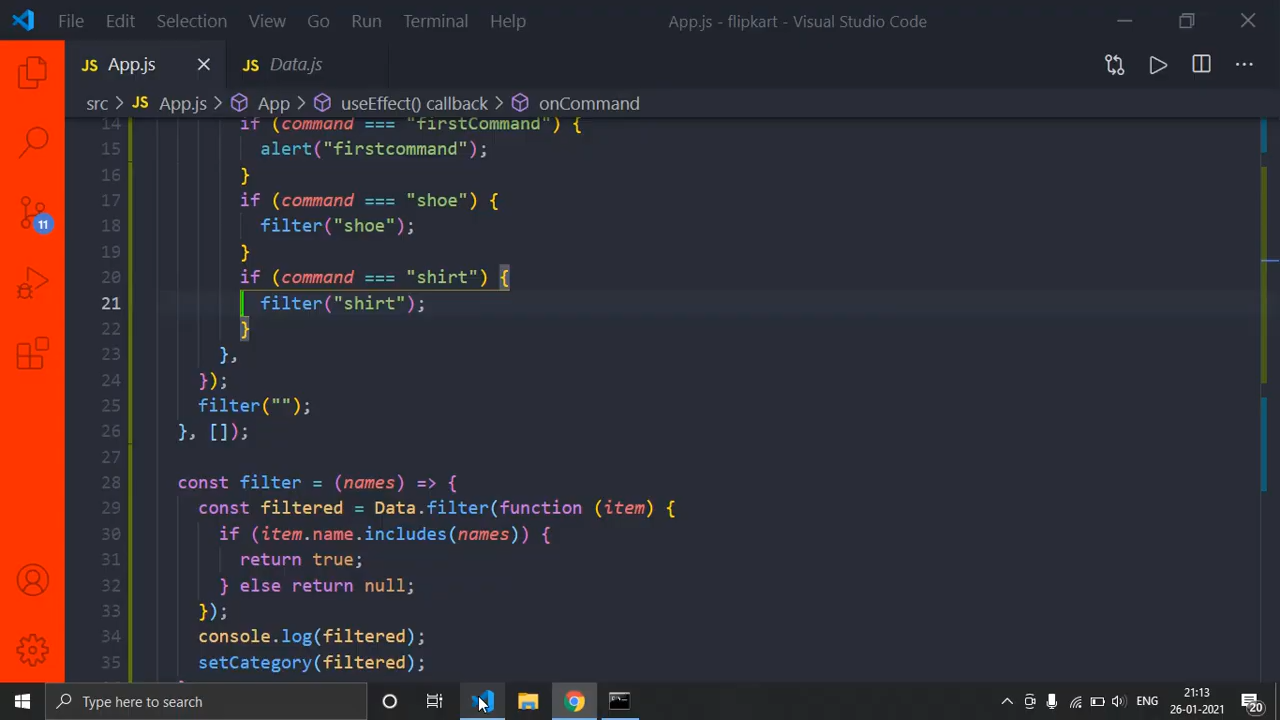 File Edit Selection View Go Run Terminal Help App.js - flipkart - Visual Studio Code
JS App.js JS Data.js
src > JS App.js > App > useEffect() callback > onCommand
14 if (command === "firstCommand") {
15 alert("firstcommand");
16 }
17 if (command === "shoe") {
18 filter("shoe");
19 }
20 if (command === "shirt") {
21 filter("shirt");
22 }
23 },
24 });
25 filter("");
26 }, []);
27
28 const filter = (names) => {
29 const filtered = Data.filter(function (item) {
30 if (item.name.includes(names)) {
31 return true;
32 } else return null;
33 });
34 console.log(filtered);
35 setCategory(filtered);
11
Type here to search
ENG
21:13
26-01-2021
20